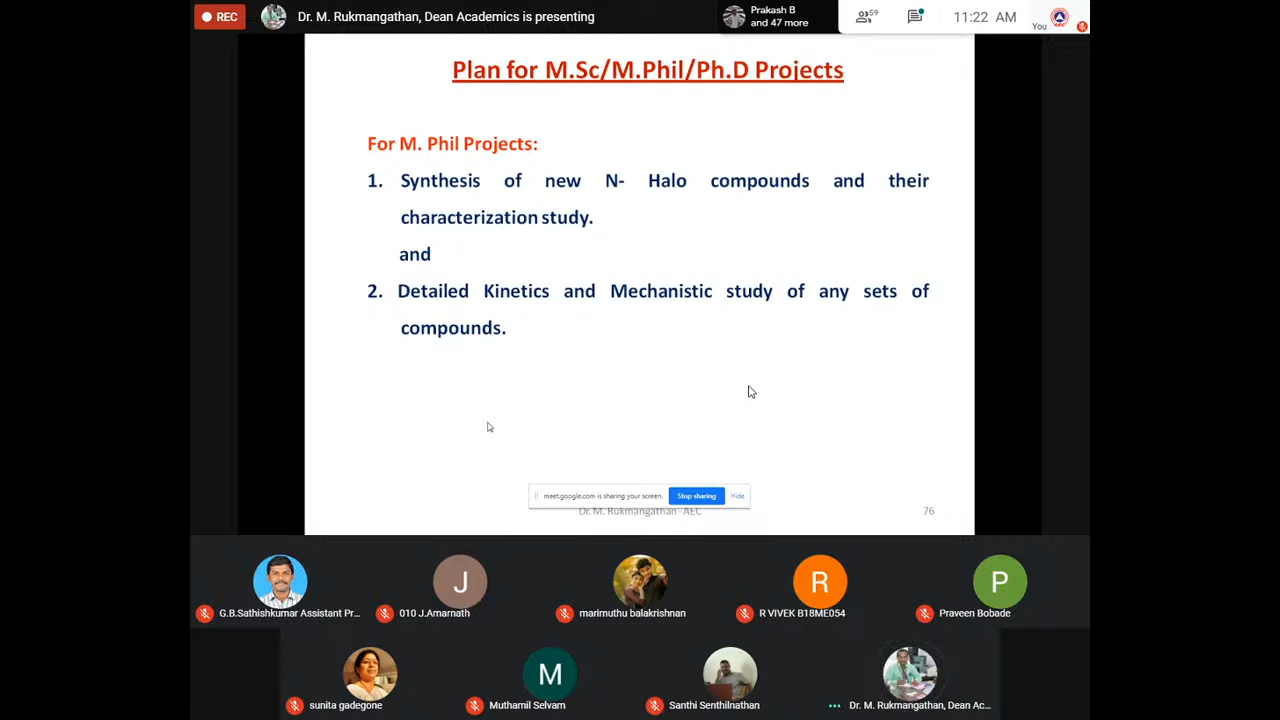 REC
Dr. M. Rukmangathan, Dean Academics is presenting
Prakash B
and 47 more
59
11:22 AM
You
Plan for M.Sc/M.Phil/Ph.D Projects
For M. Phil Projects:
1. Synthesis of new N- Halo compounds and their
characterization study.
and
2. Detailed Kinetics and Mechanistic study of any sets of
compounds.
meet.google.com is sharing your screen.
Stop sharing
Hide
Dr. M. Rukmangathan - AEC
76
J
R
P
G.B.Sathishkumar Assistant Pr...
010 J.Amarnath
marimuthu balakrishnan
R VIVEK B18ME054
Praveen Bobade
M
sunita gadegone
Muthamil Selvam
Santhi Senthilnathan
Dr. M. Rukmangathan, Dean Ac...